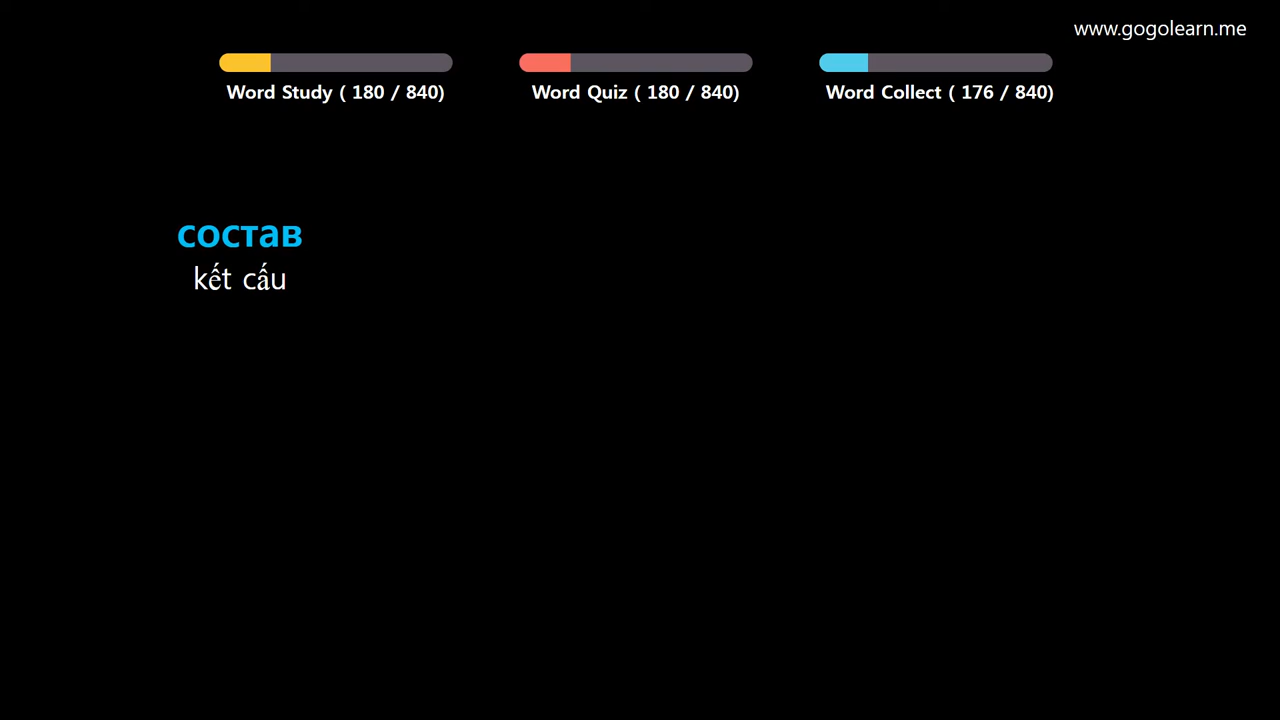 www.gogolearn.me
Word Study ( 180 / 840)
Word Quiz ( 180 / 840)
Word Collect ( 176 / 840)
состав
kết cấu